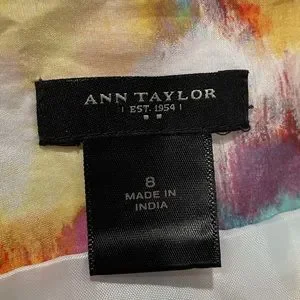 ANN TAYLOR
| EST. 1954 |
8
MADE IN
INDIA